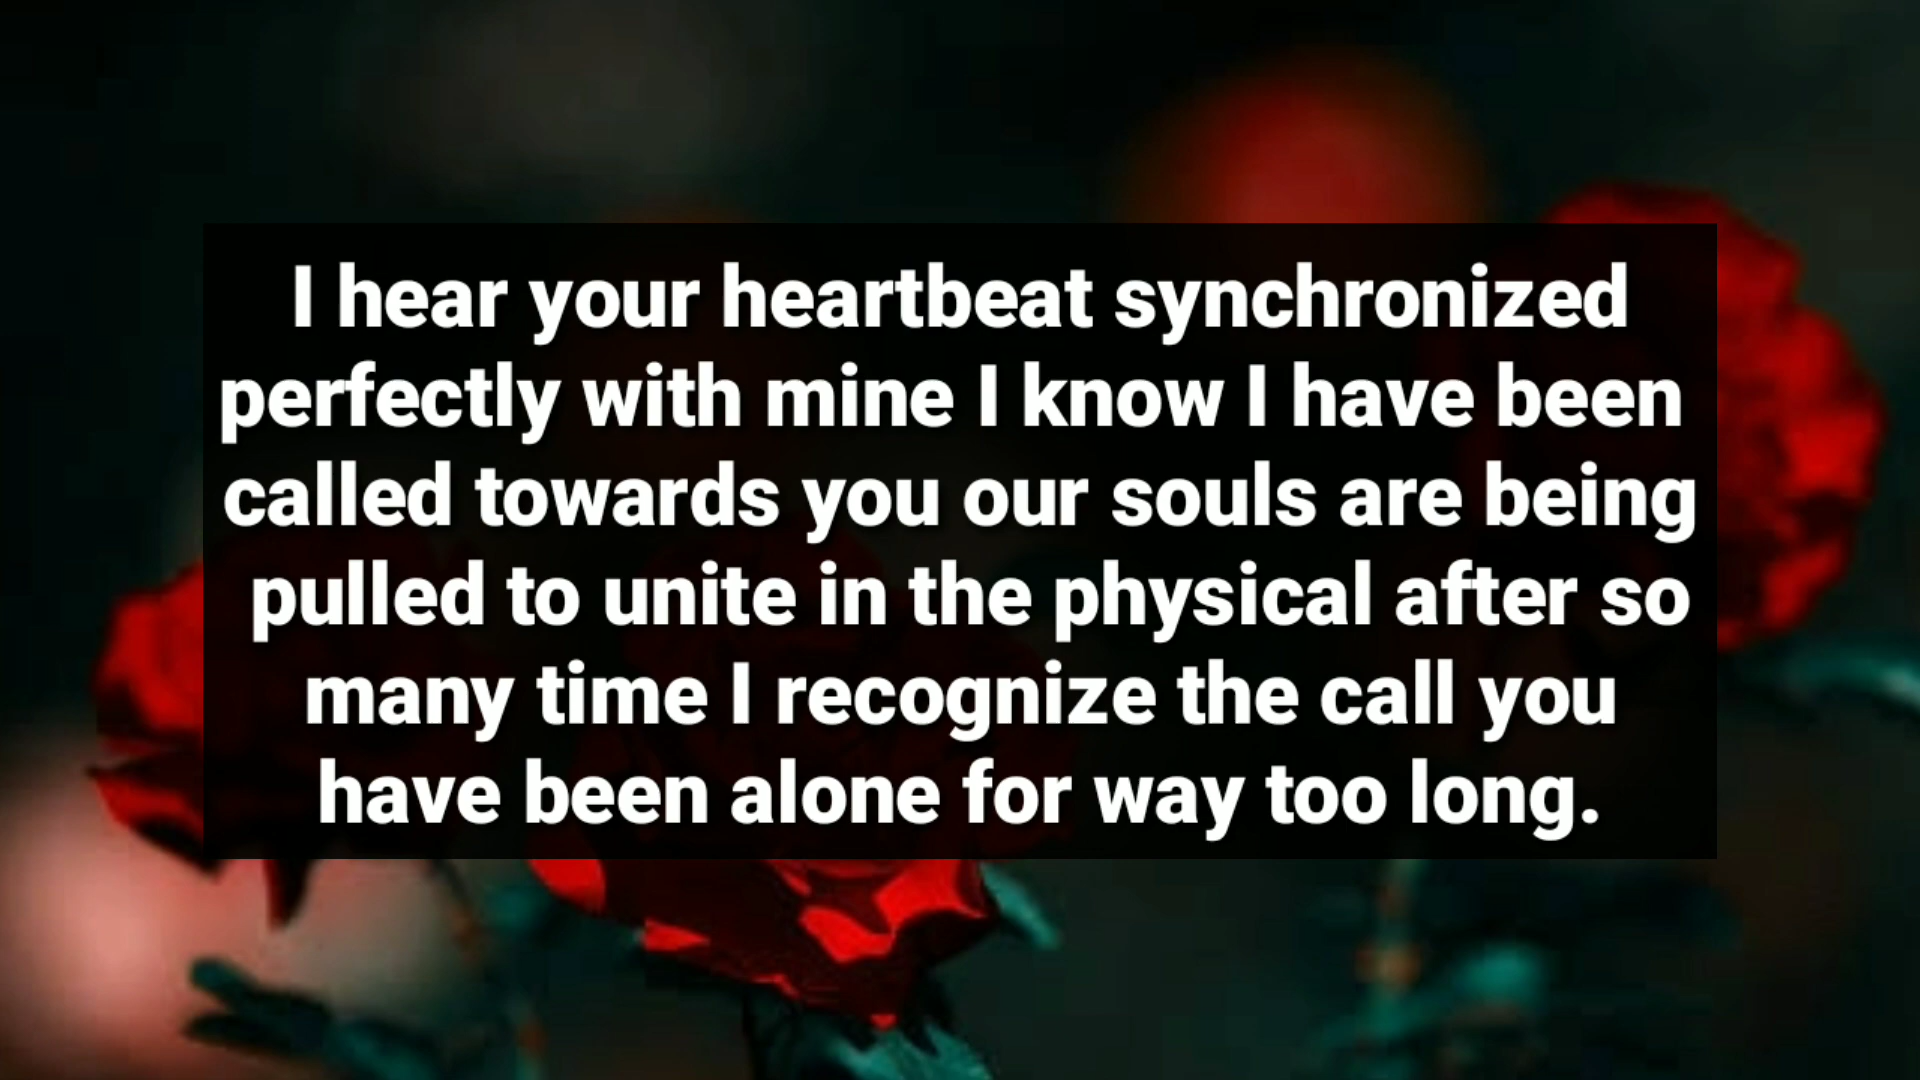 I hear your heartbeat synchronized
perfectly with mine I know I have been
called towards you our souls are being
pulled to unite in the physical after so
many time I recognize the call you
have been alone for way too long.